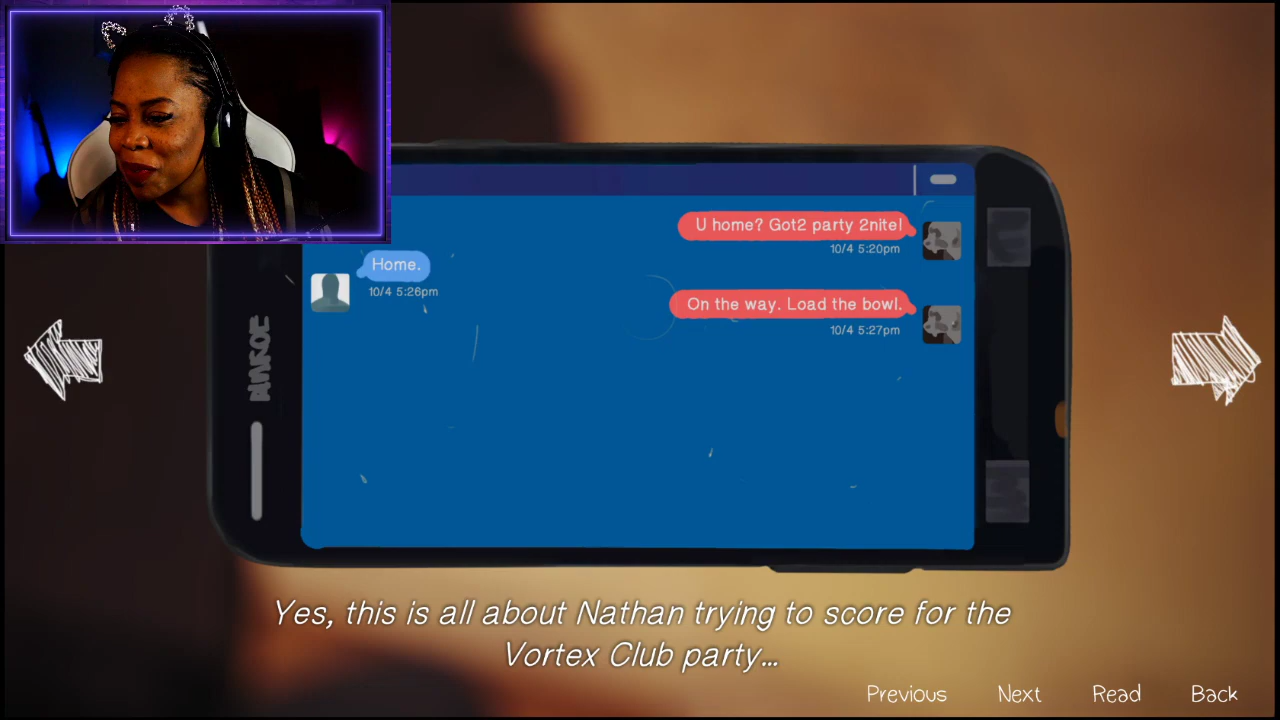 U home? Got2 party 2nite!
10/4 5:20pm
Home.
10/4 5:26pm
On the way. Load the bowl.
10/4 5:27pm
Yes, this is all about Nathan trying to score for the
Vortex Club party...
Previous Next Read Back